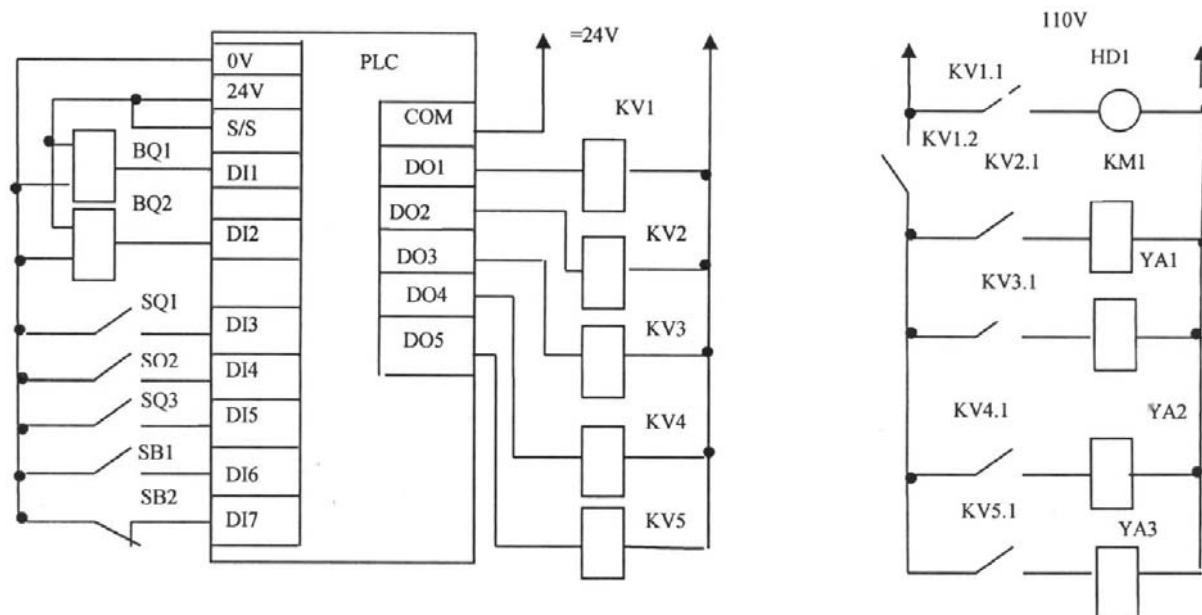 0V
24V
S/S
DI1
DI2
DI3
DI4
DI5
DI6
DI7
PLC
COM
DO1
DO2
DO3
DO4
DO5
BQ1
BQ2
SQ1
SO2
SQ3
SB1
SB2
=24V
KV1
KV2
KV3
KV4
KV5
110V
KV1.1
HD1
KV1.2
KV2.1
KM1
YA1
KV3.1
KV4.1
YA2
KV5.1
YA3